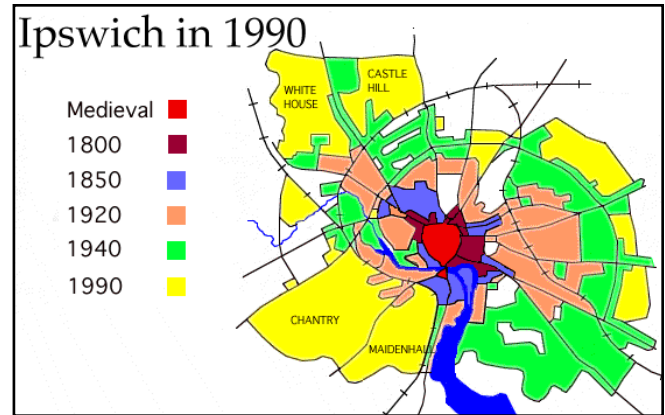 Ipswich in 1990
WHITE
HOUSE
CASTLE
HILL
Medieval
1800
1850
1920
1940
1990
CHANTRY
MAIDENHALL